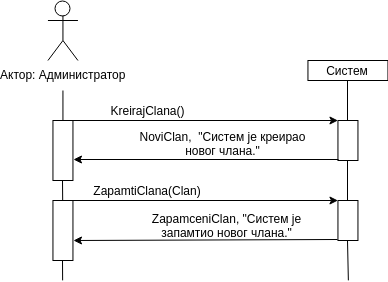 Актор: Администратор
Систем
KreirajClana()
NoviClan, "Систем је креирао
новог члана."
ZapamtiClana(Clan)
ZapamceniClan, "Систем је
запамтио новог члана."